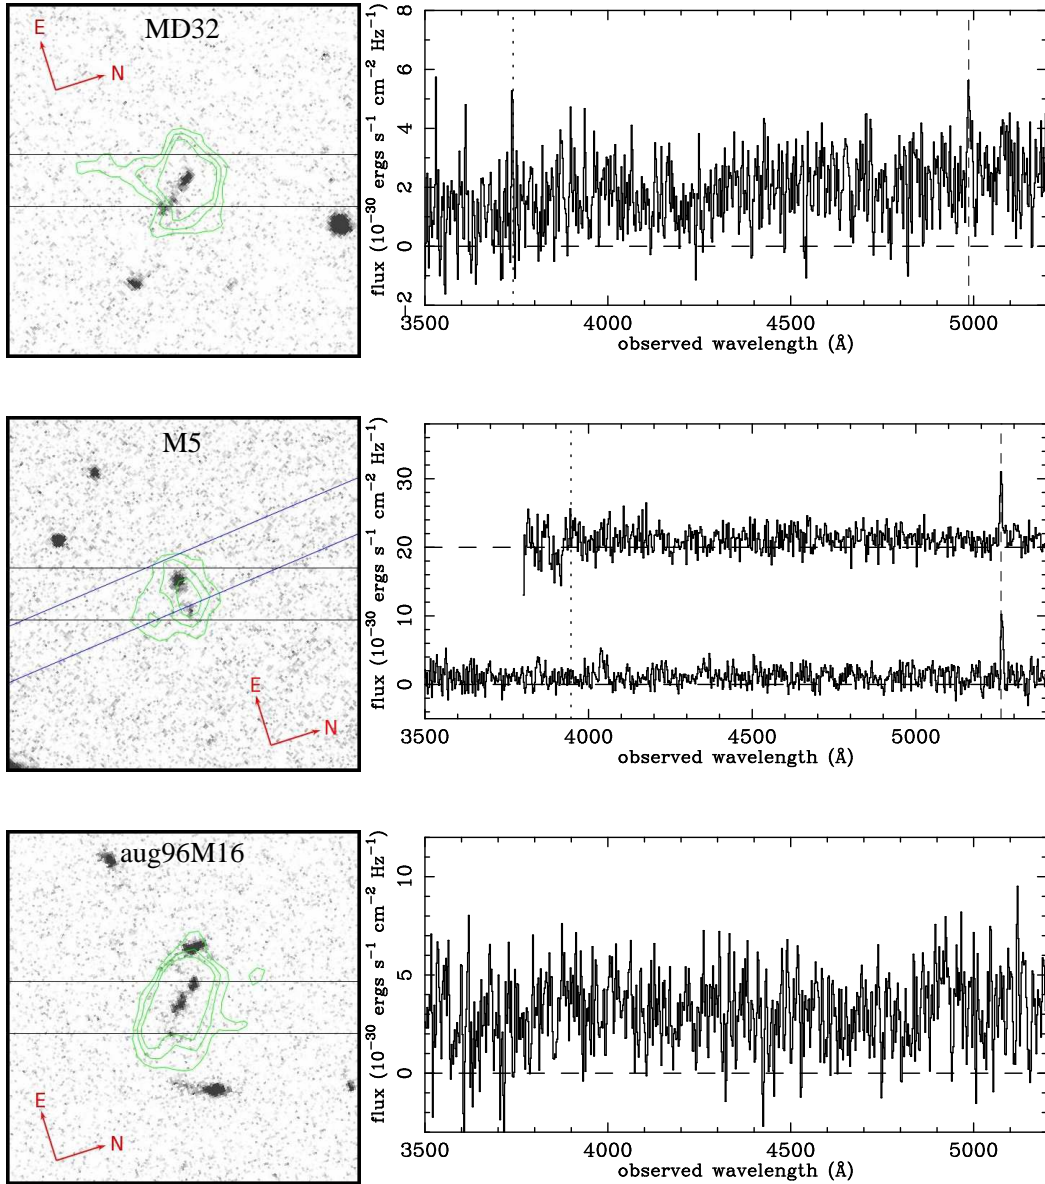 MD32
E
N
flux (10⁻³⁰ ergs s⁻¹ cm⁻² Hz⁻¹)
8
6
4
2
0
-2
3500 4000 4500 5000
observed wavelength (Å)
M5
E
N
flux (10⁻³⁰ ergs s⁻¹ cm⁻² Hz⁻¹)
30
20
10
0
3500 4000 4500 5000
observed wavelength (Å)
aug96M16
E
N
flux (10⁻³⁰ ergs s⁻¹ cm⁻² Hz⁻¹)
10
5
0
3500 4000 4500 5000
observed wavelength (Å)